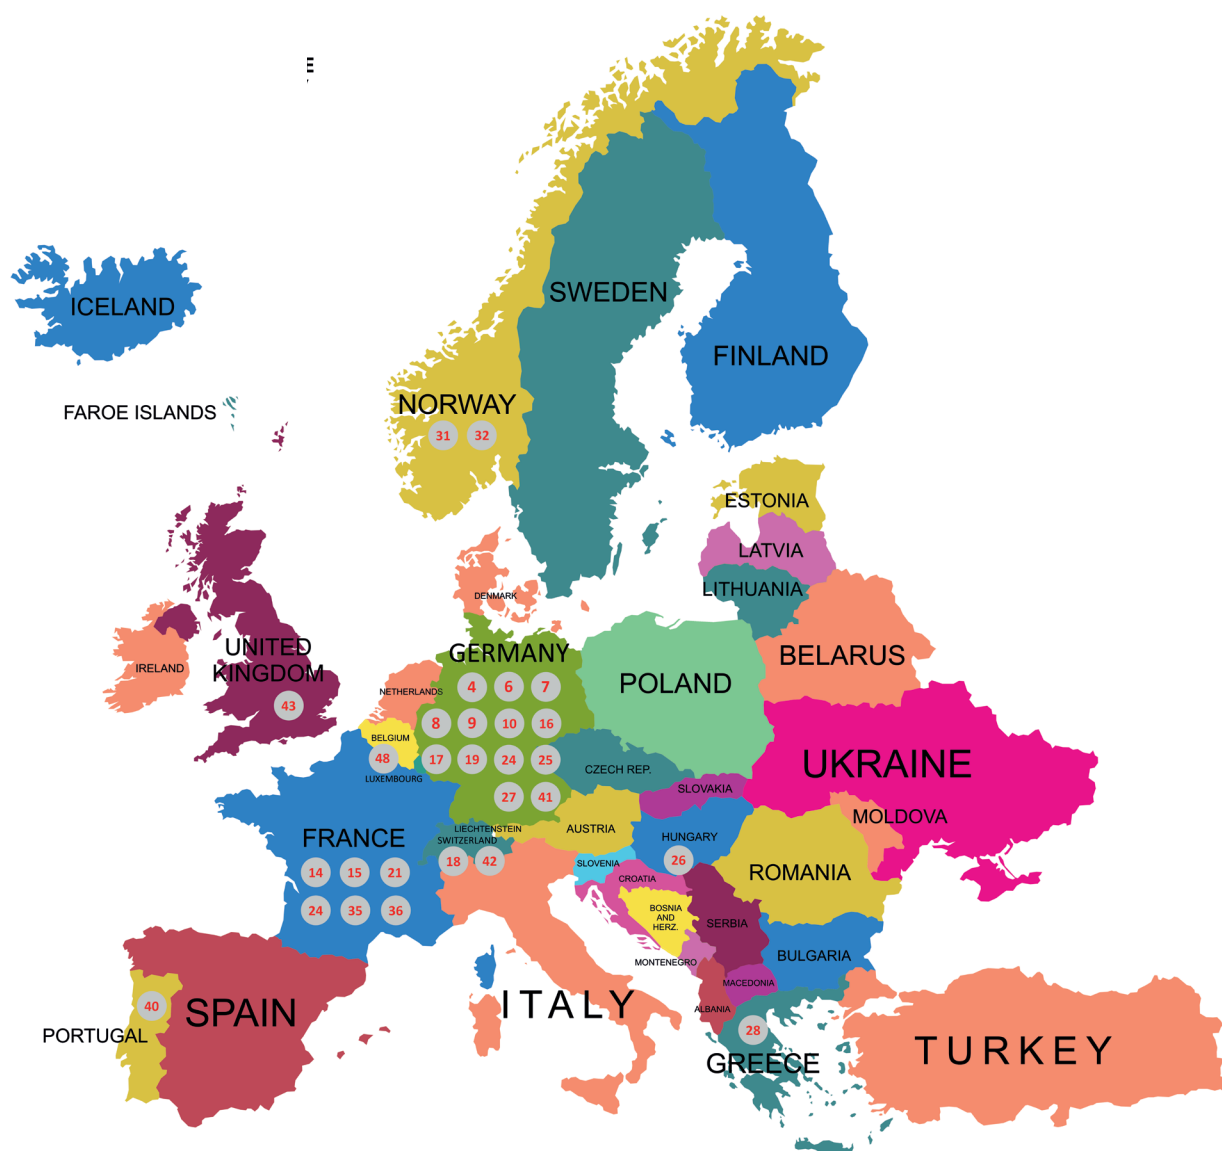 E
,
ICELAND
SWEDEN
FINLAND
NORWAY
FAROE ISLANDS
31 32
ESTONIA
LATVIA
LITHUANIA
DENMARK
UNITED
KINGDOM
IRELAND
GERMANY
BELARUS
POLAND
NETHERLANDS
4 6 7
43
8 9 10 16
BELGIUM
48
17 19 24 25
LUXEMBOURG
CZECH REP.
UKRAINE
SLOVAKIA
27 41
MOLDOVA
LIECHTENSTEIN
AUSTRIA
FRANCE
SWITZERLAND
HUNGARY
18 42
26
SLOVENIA
14 15 21
ROMANIA
CROATIA
24 35 36
BOSNIA
AND
HERZ.
SERBIA
BULGARIA
MONTENEGRO
MACEDONIA
40
SPAIN
ITALY
ALBANIA
PORTUGAL
28
GREECE
TURKEY